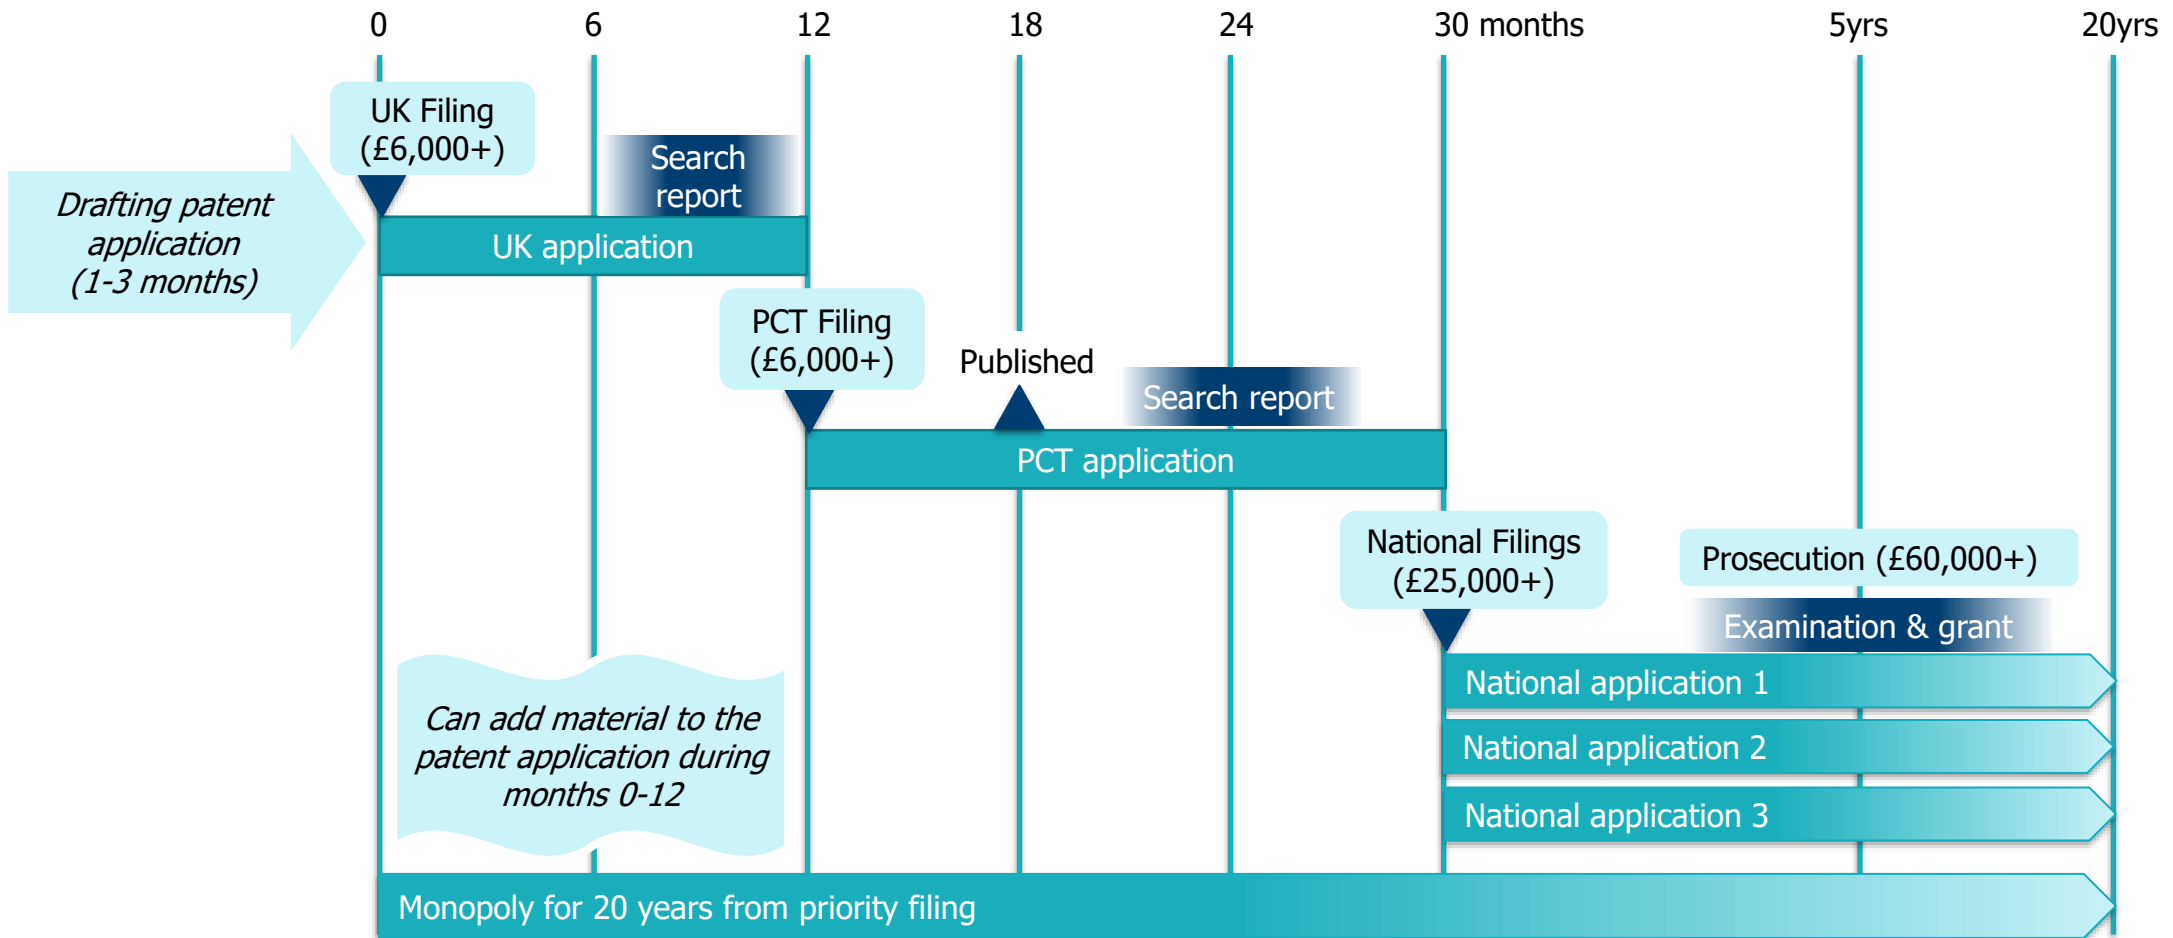 0
6
12
18
24
30 months
5yrs
20yrs
UK Filing
(£6,000+)
Search
report
Drafting patent
application
(1-3 months)
UK application
PCT Filing
(£6,000+)
Published
Search report
PCT application
National Filings
(£25,000+)
Prosecution (£60,000+)
Examination & grant
National application 1
National application 2
National application 3
Can add material to the
patent application during
months 0-12
Monopoly for 20 years from priority filing